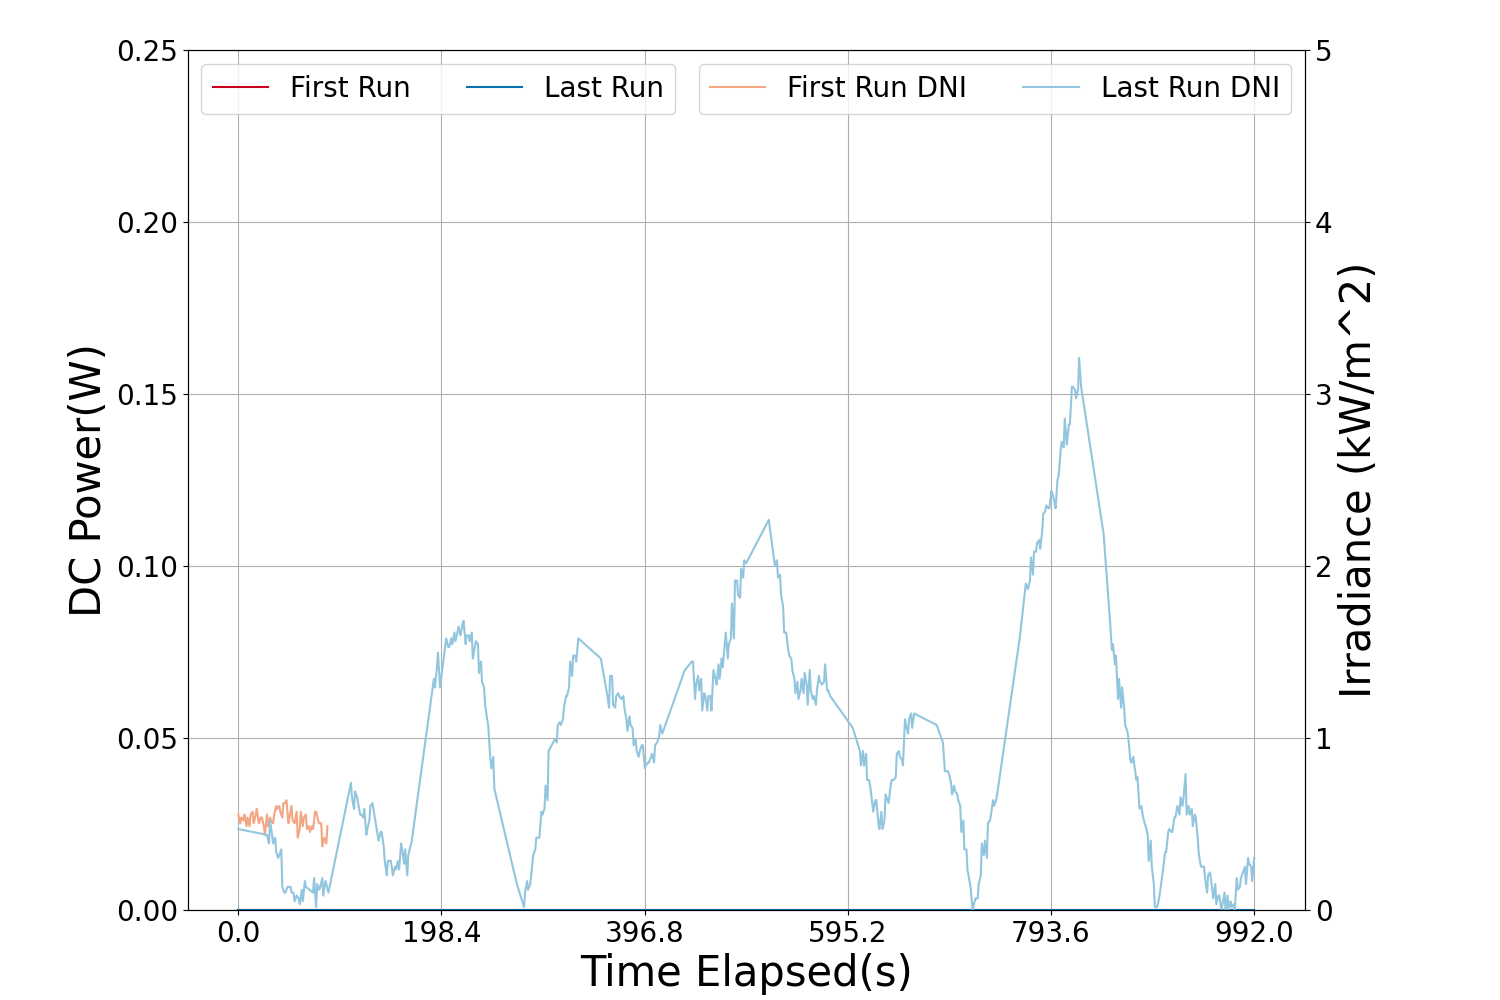 First Run Last Run First Run DNI Last Run DNI
DC Power(W)
0.25
0.20
0.15
0.10
0.05
0.00
0.0 198.4 396.8 595.2 793.6 992.0
Time Elapsed(s)
5
4
3
2
1
0
Irradiance (kW/m^2)